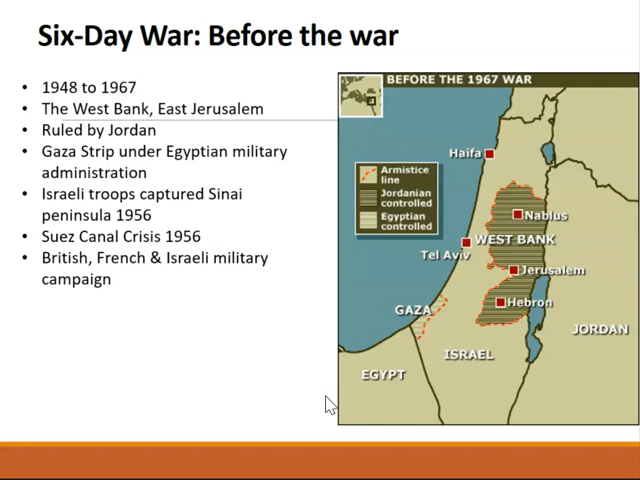 Six-Day War: Before the war
• 1948 to 1967
• The West Bank, East Jerusalem
• Ruled by Jordan
• Gaza Strip under Egyptian military
administration
• Israeli troops captured Sinai
peninsula 1956
• Suez Canal Crisis 1956
• British, French & Israeli military
campaign
BEFORE THE 1967 WAR
Haifa
Armistice
line
Jordanian
controlled
Egyptian
controlled
Nablus
WEST BANK
Tel Aviv
Jerusalem
Hebron
GAZA
JORDAN
ISRAEL
EGYPT